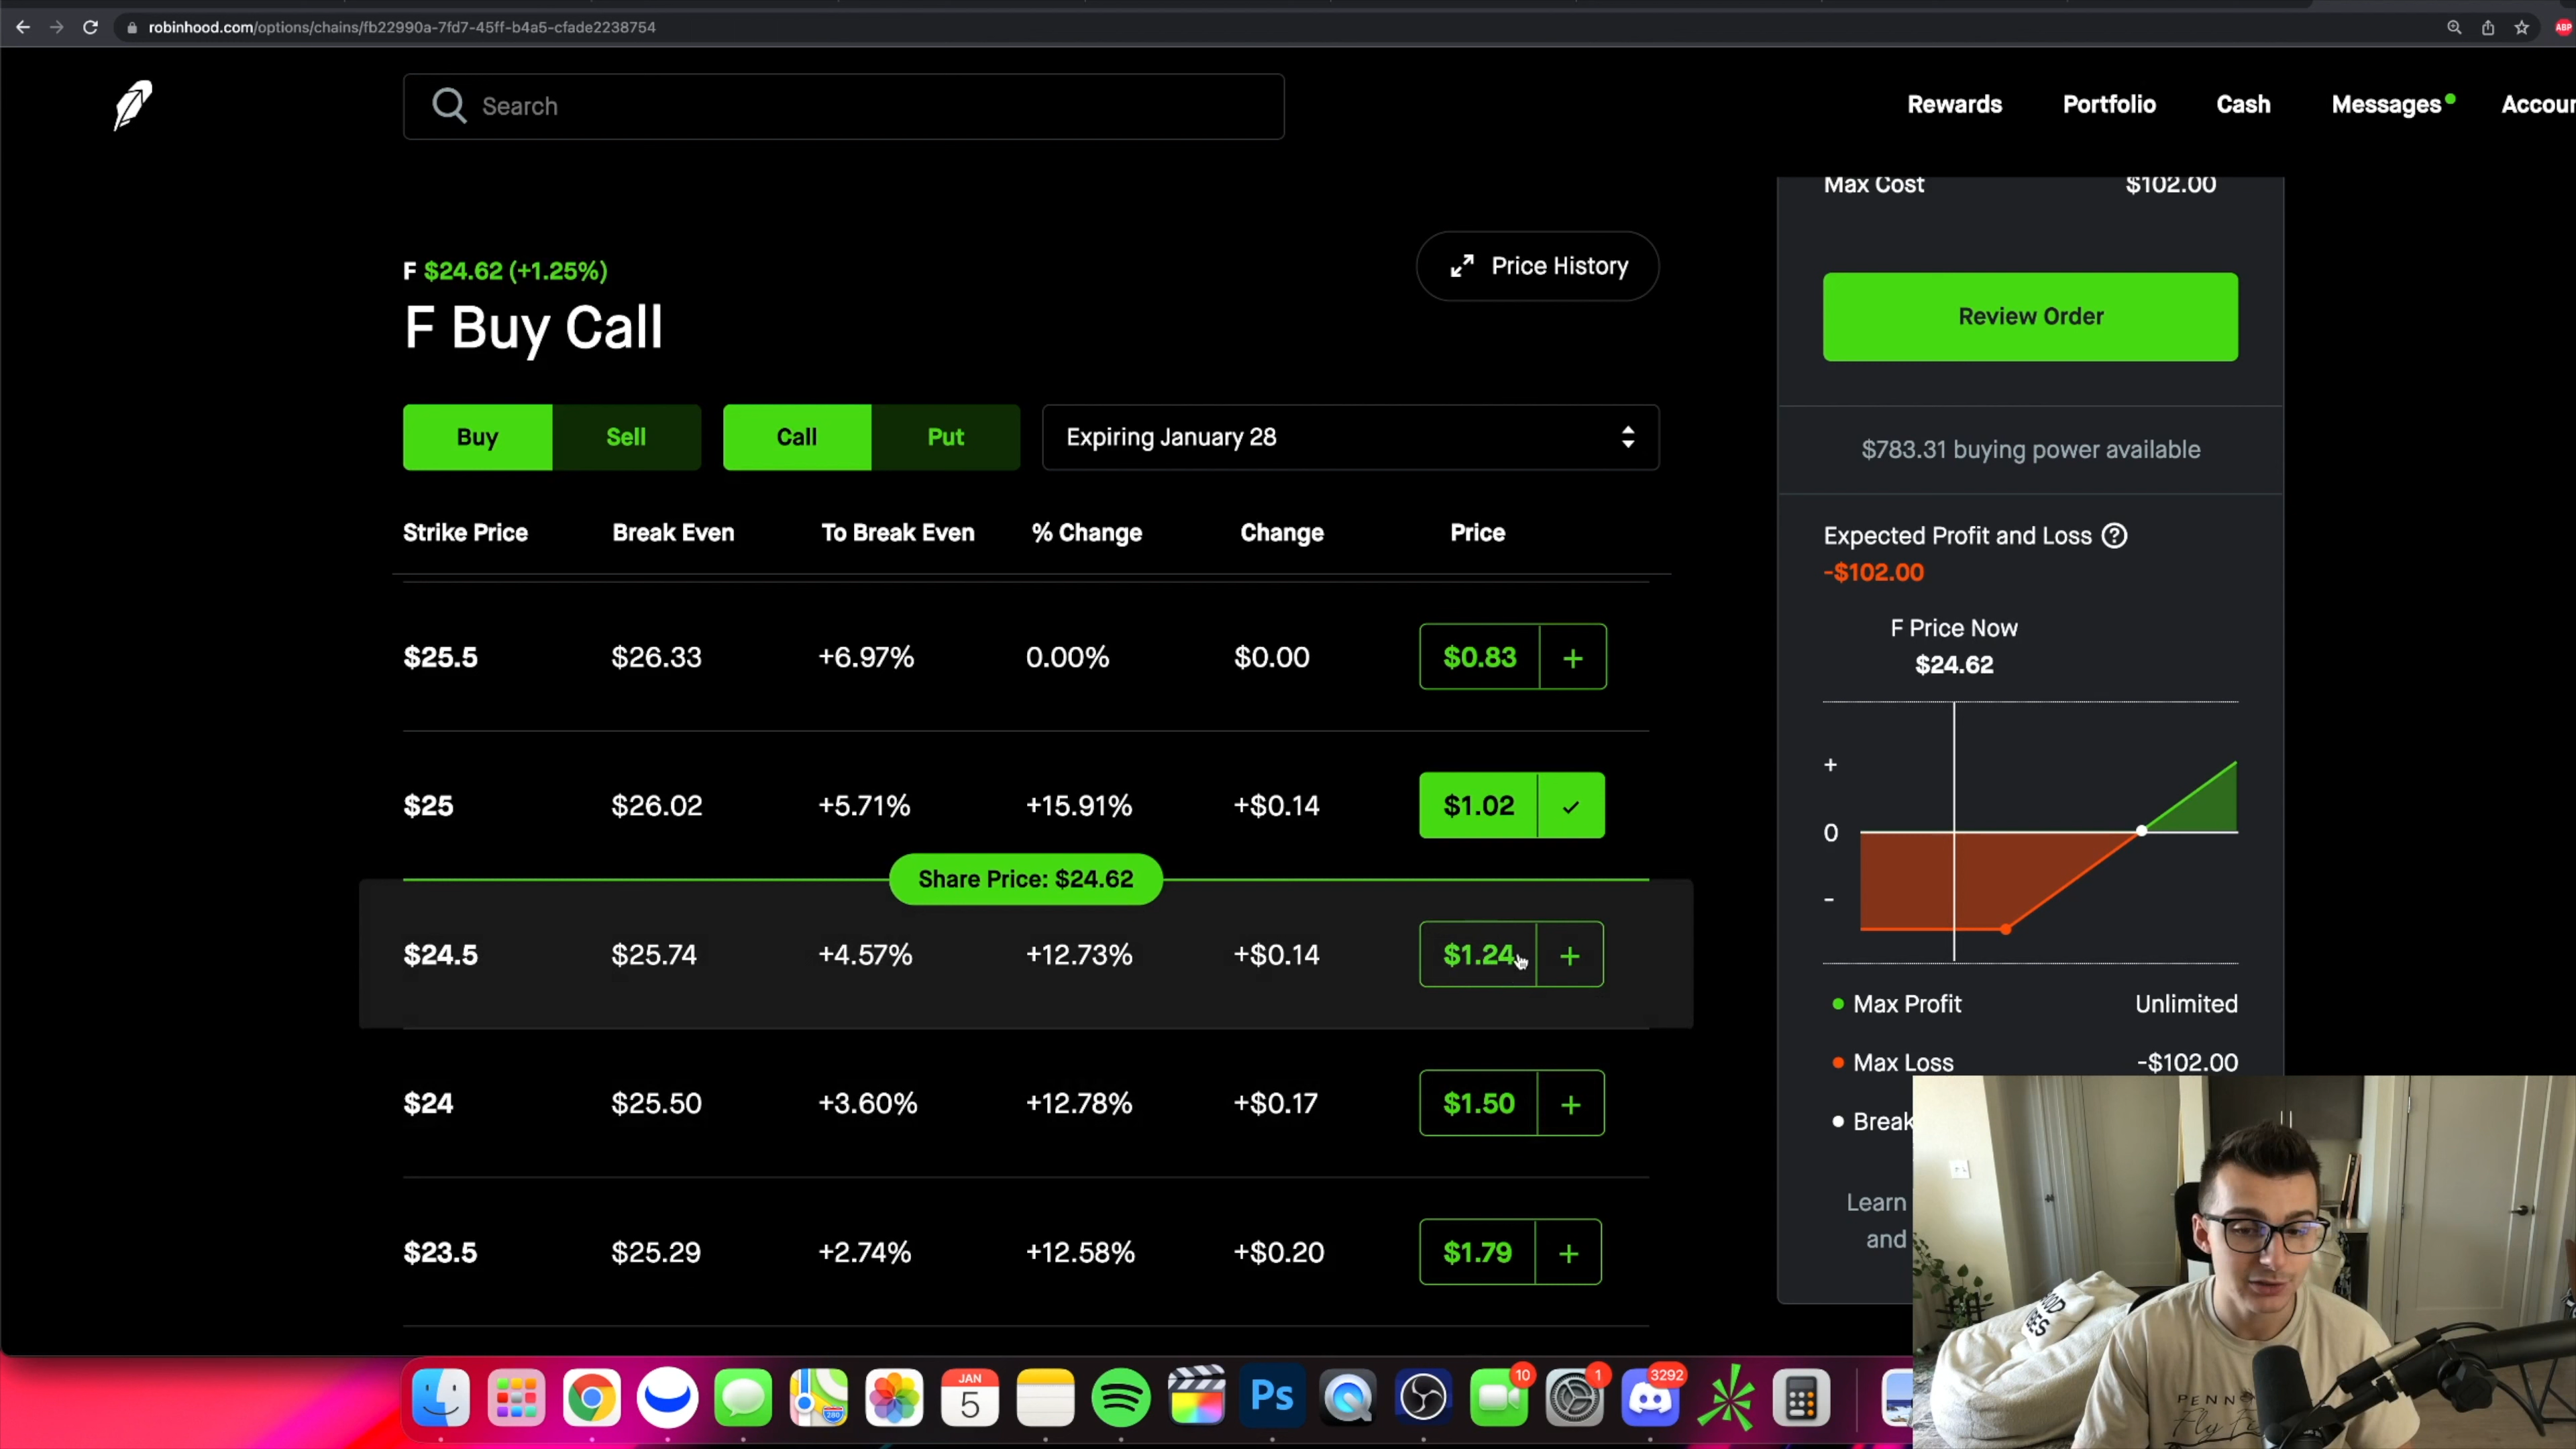 robinhood.com/options/chains/fb22990a-7fd7-45ff-b4a5-cfade2238754
ABP
Search
Rewards
Portfolio
Cash
Messages
Accoun
F $24.62 (+1.25%)
F Buy Call
Price History
Buy
Sell
Call
Put
Expiring January 28
Strike Price Break Even To Break Even % Change Change Price
$25.5 $26.33 +6.97% 0.00% $0.00 $0.83 +
$25 $26.02 +5.71% +15.91% +$0.14 $1.02
Share Price: $24.62
$24.5 $25.74 +4.57% +12.73% +$0.14 $1.24 +
$24 $25.50 +3.60% +12.78% +$0.17 $1.50 +
$23.5 $25.29 +2.74% +12.58% +$0.20 $1.79 +
Max Cost $102.00
Review Order
$783.31 buying power available
Expected Profit and Loss ?
-$102.00
F Price Now
$24.62
+
0
-
Max Profit Unlimited
Max Loss -$102.00
Break
Learn
and
JAN
5
Ps
10
1
3292
280
PENN